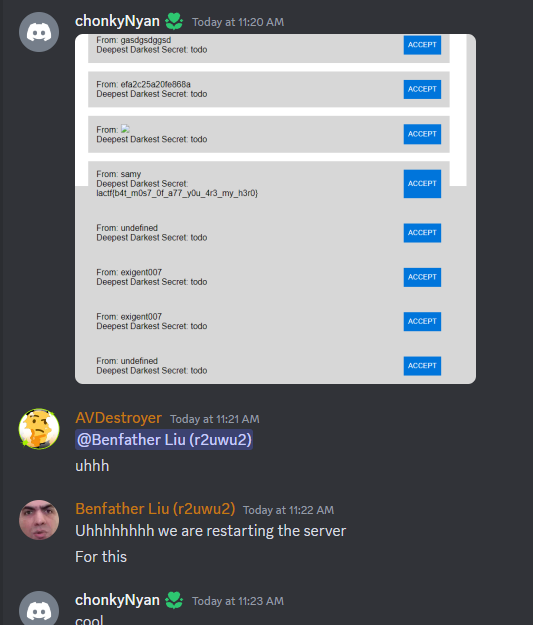 chonkyNyan Today at 11:20 AM
From: gasdgsdggsd
Deepest Darkest Secret: todo
ACCEPT
From: efa2c25a20fe868a
Deepest Darkest Secret: todo
ACCEPT
From:
Deepest Darkest Secret: todo
ACCEPT
From: samy
Deepest Darkest Secret:
lactf{b4t_m0s7_0f_a77_y0u_4r3_my_h3r0}
ACCEPT
From: undefined
Deepest Darkest Secret: todo
ACCEPT
From: exigent007
Deepest Darkest Secret: todo
ACCEPT
From: exigent007
Deepest Darkest Secret: todo
ACCEPT
From: undefined
Deepest Darkest Secret: todo
ACCEPT
AVDestroyer Today at 11:21 AM
@Benfather Liu (r2uwu2)
uhhh
Benfather Liu (r2uwu2) Today at 11:22 AM
Uhhhhhhhh we are restarting the server
For this
chonkyNyan Today at 11:23 AM
cool